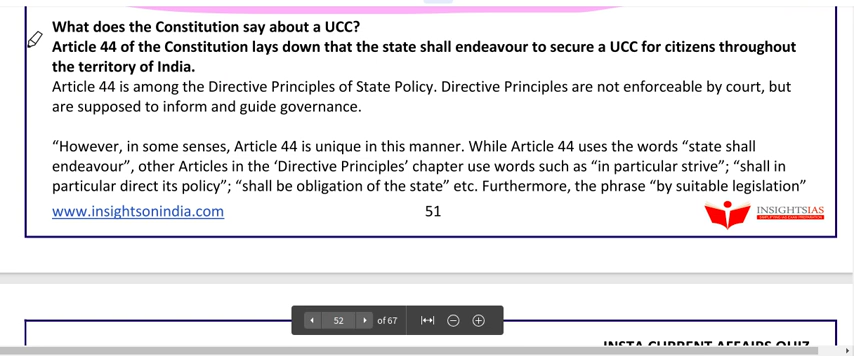 What does the Constitution say about a UCC?
Article 44 of the Constitution lays down that the state shall endeavour to secure a UCC for citizens throughout
the territory of India.
Article 44 is among the Directive Principles of State Policy. Directive Principles are not enforceable by court, but
are supposed to inform and guide governance.
“However, in some senses, Article 44 is unique in this manner. While Article 44 uses the words “state shall
endeavour”, other Articles in the ‘Directive Principles’ chapter use words such as “in particular strive”; “shall in
particular direct its policy”; “shall be obligation of the state” etc. Furthermore, the phrase “by suitable legislation”
www.insightsonindia.com
51
INSIGHTSIAS
52
of 67
INSTA CURRENT AFFAIRS QUIZ